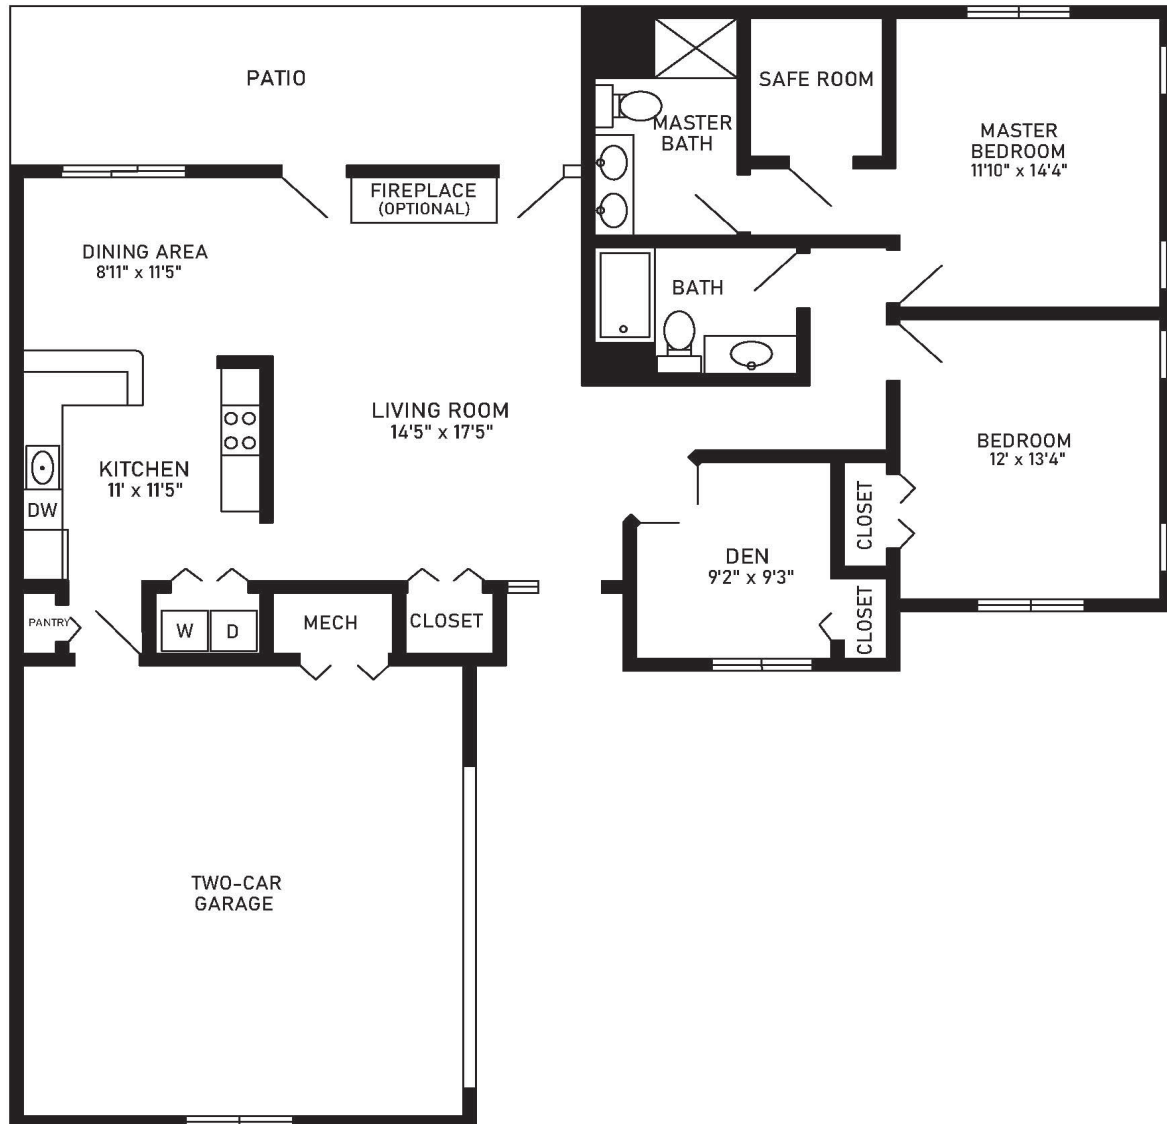 PATIO
SAFE ROOM
MASTER
BATH
MASTER
BEDROOM
11'10" x 14'4"
FIREPLACE
(OPTIONAL)
DINING AREA
8'11" x 11'5"
BATH
LIVING ROOM
14'5" x 17'5"
BEDROOM
12' x 13'4"
KITCHEN
11' x 11'5"
DW
CLOSET
DEN
9'2" x 9'3"
PANTRY
W
D
MECH
CLOSET
CLOSET
TWO-CAR
GARAGE